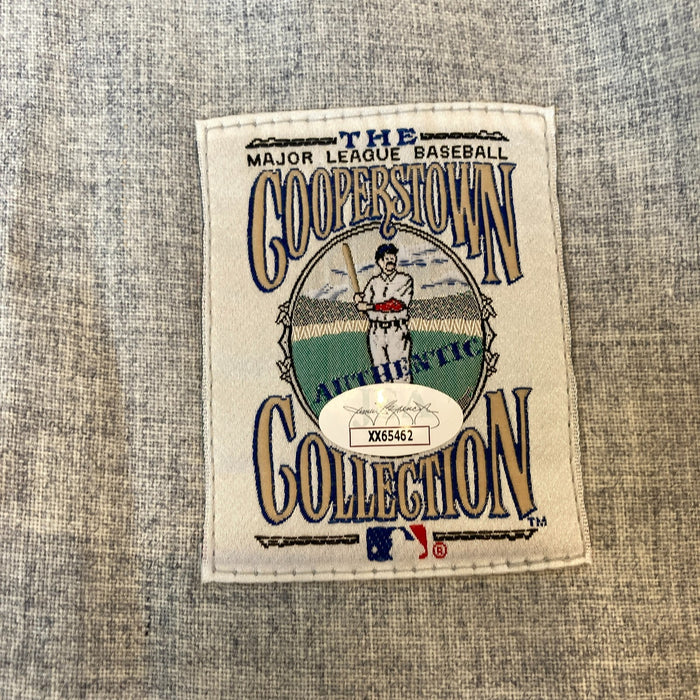 THE
MAJOR LEAGUE BASEBALL
COOPERSTOWN
AUTHENTIC
XX65462
COLLECTION
TM
®